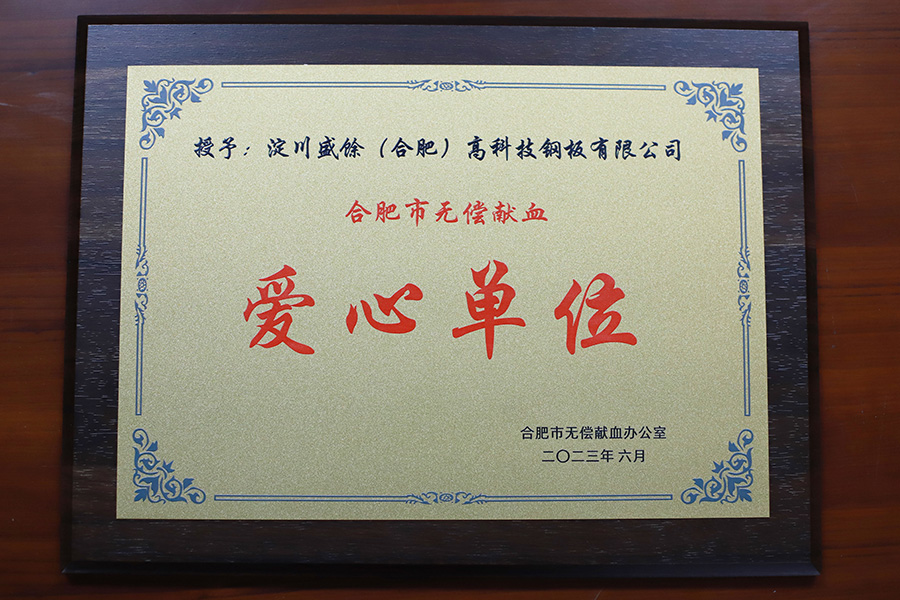 授予：淀川盛馀（合肥）高科技钢板有限公司
合肥市无偿献血
爱心单位
合肥市无偿献血办公室
二〇二三年六月